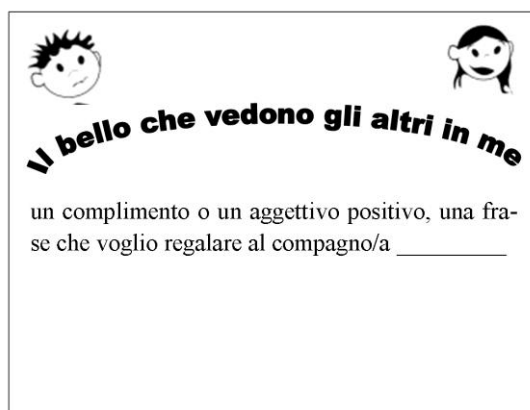 Il bello che vedono gli altri in me
un complimento o un aggettivo positivo, una fra-
se che voglio regalare al compagno/a __________